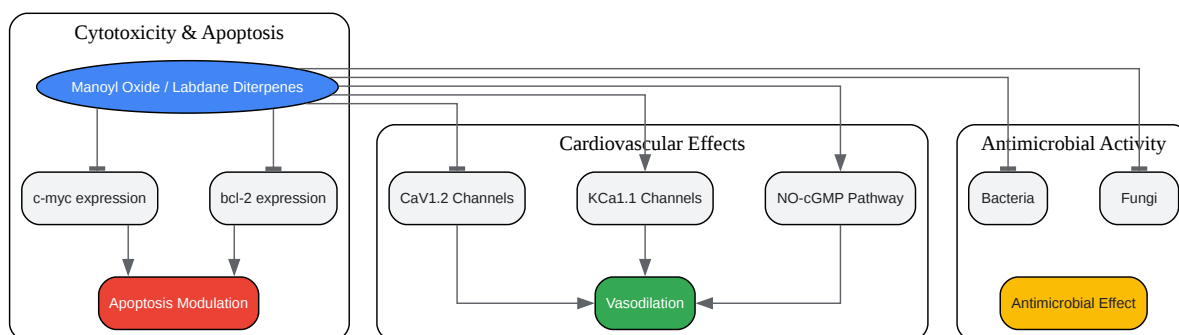 Cytotoxicity & Apoptosis
Manoyl Oxide / Labdane Diterpenes
c-myc expression
bcl-2 expression
Apoptosis Modulation
Cardiovascular Effects
CaV1.2 Channels
KCa1.1 Channels
NO-cGMP Pathway
Vasodilation
Antimicrobial Activity
Bacteria
Fungi
Antimicrobial Effect